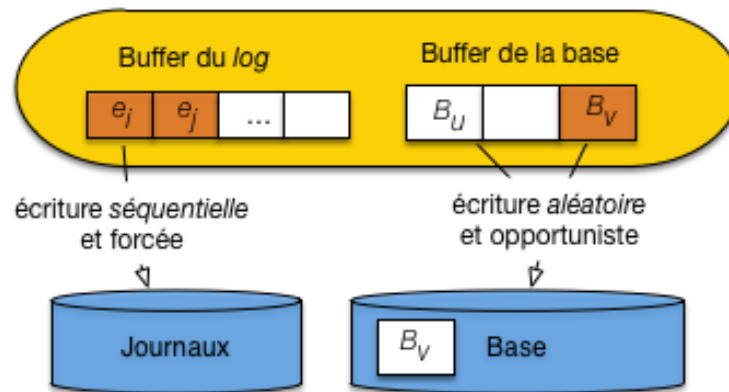 Buffer du log
Buffer de la base
ei ej ...
Bu Bv
écriture séquentielle
et forcée
écriture aléatoire
et opportuniste
Journaux
Bv Base